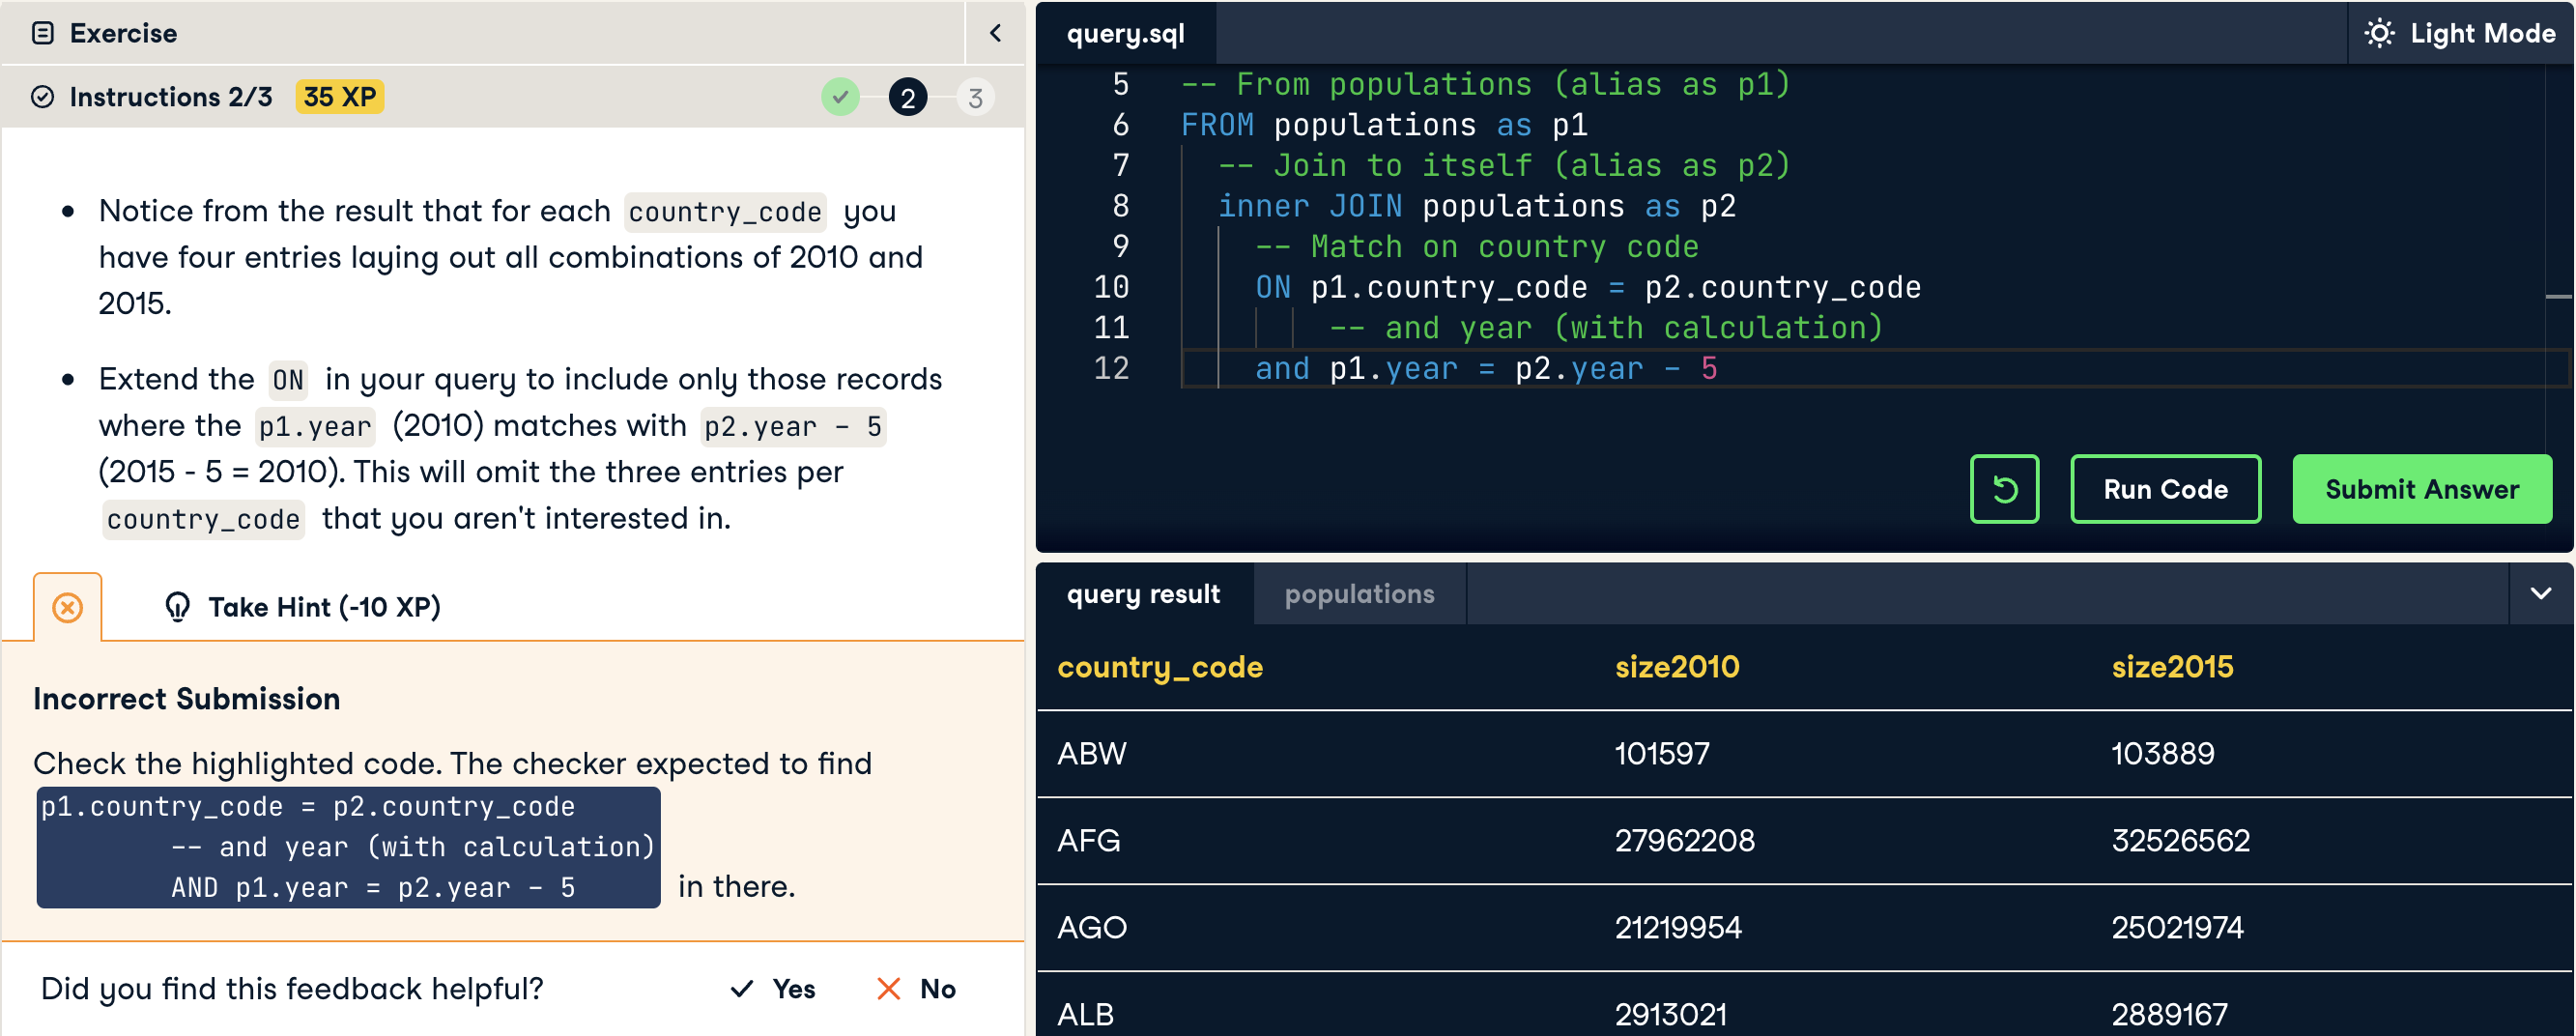 Exercise
Instructions 2/3 35 XP 2 3
• Notice from the result that for each country_code you
have four entries laying out all combinations of 2010 and
2015.
• Extend the ON in your query to include only those records
where the p1.year (2010) matches with p2.year - 5
(2015 - 5 = 2010). This will omit the three entries per
country_code that you aren't interested in.
Take Hint (-10 XP)
Incorrect Submission
Check the highlighted code. The checker expected to find
p1.country_code = p2.country_code
-- and year (with calculation)
AND p1.year = p2.year - 5 in there.
Did you find this feedback helpful? Yes No
query.sql Light Mode
5 -- From populations (alias as p1)
6 FROM populations as p1
7 -- Join to itself (alias as p2)
8 inner JOIN populations as p2
9 -- Match on country code
10 ON p1.country_code = p2.country_code
11 -- and year (with calculation)
12 and p1.year = p2.year - 5
Run Code Submit Answer
query result populations
country_code size2010 size2015
ABW 101597 103889
AFG 27962208 32526562
AGO 21219954 25021974
ALB 2913021 2889167